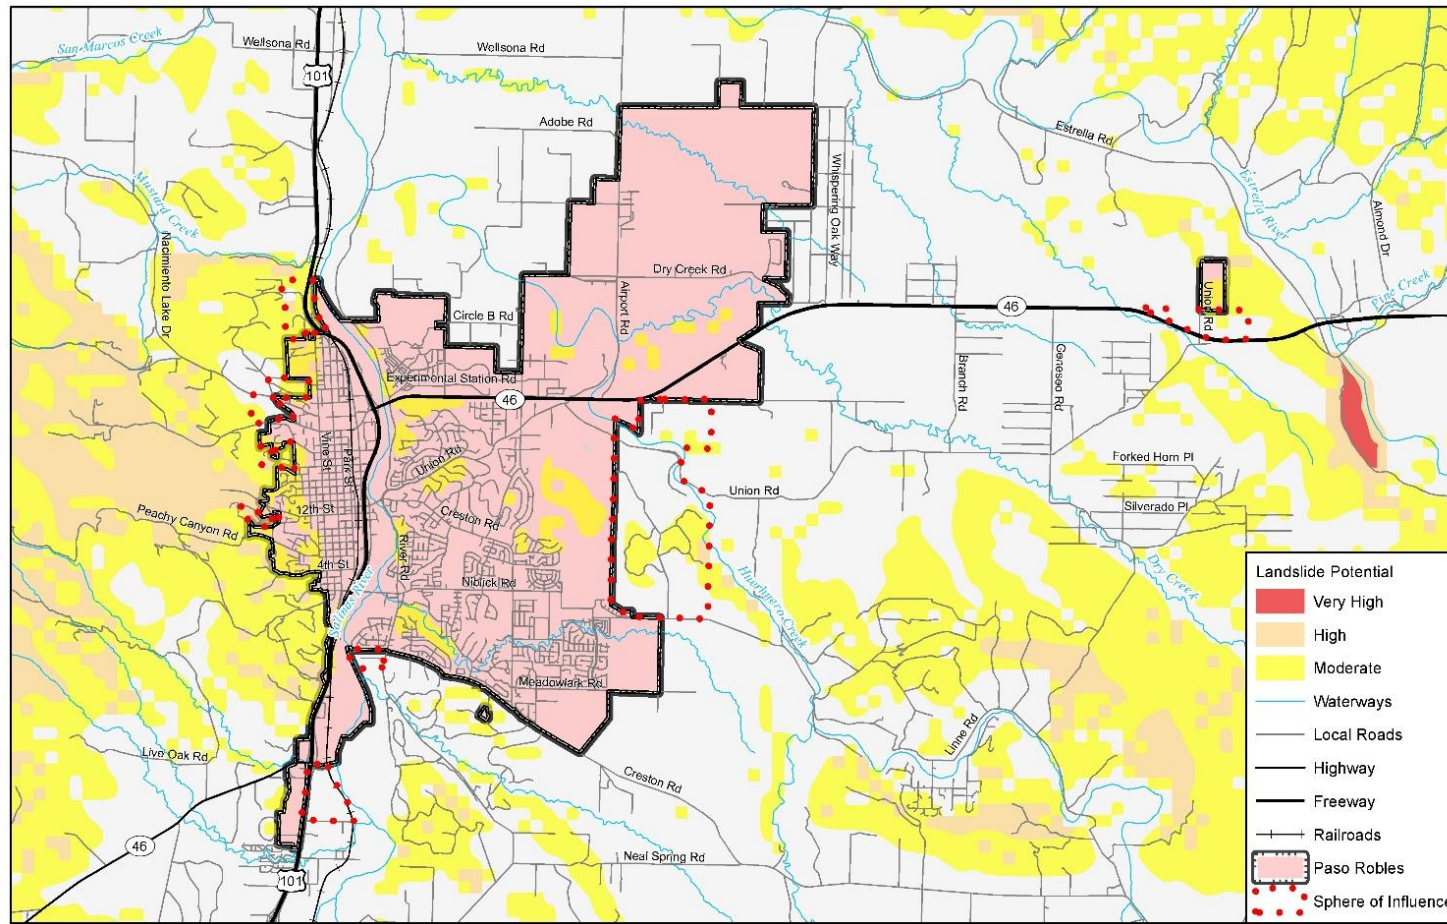 San Marcos Creek
Wellsona Rd
Wellsona Rd
101
Adobe Rd
Estrella Rd
Mustard Creek
Nacimiento Lake Dr
Whispering Oak Way
Estrella River
Almond Dr
Dry Creek Rd
Airport Rd
Circle B Rd
46
Union Rd
Pine Creek
Experimental Station Rd
46
Branch Rd
Geneseo Rd
Vine St
Park St
Union Rd
Forked Horn Pl
Union Rd
12th St
Peachy Canyon Rd
Creston Rd
Silverado Pl
River Rd
4th St
Niblick Rd
Salinas River
Huerhuero Creek
Dry Creek
Meadowlark Rd
Linne Rd
Live Oak Rd
Creston Rd
46
Neal Spring Rd
101
Landslide Potential
Very High
High
Moderate
Waterways
Local Roads
Highway
Freeway
Railroads
Paso Robles
Sphere of Influence